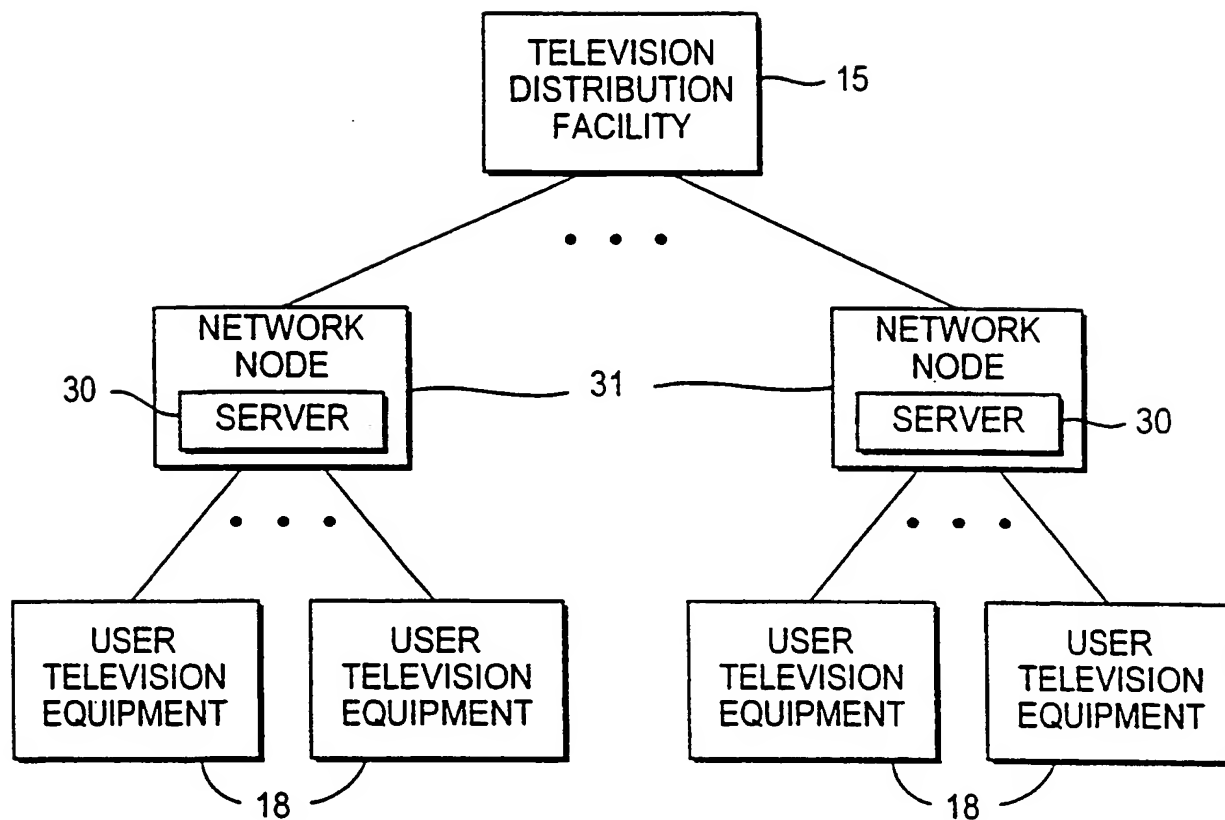 TELEVISION
DISTRIBUTION
FACILITY
15
NETWORK
NODE
30
SERVER
31
NETWORK
NODE
SERVER
30
USER
TELEVISION
EQUIPMENT
USER
TELEVISION
EQUIPMENT
18
USER
TELEVISION
EQUIPMENT
USER
TELEVISION
EQUIPMENT
18